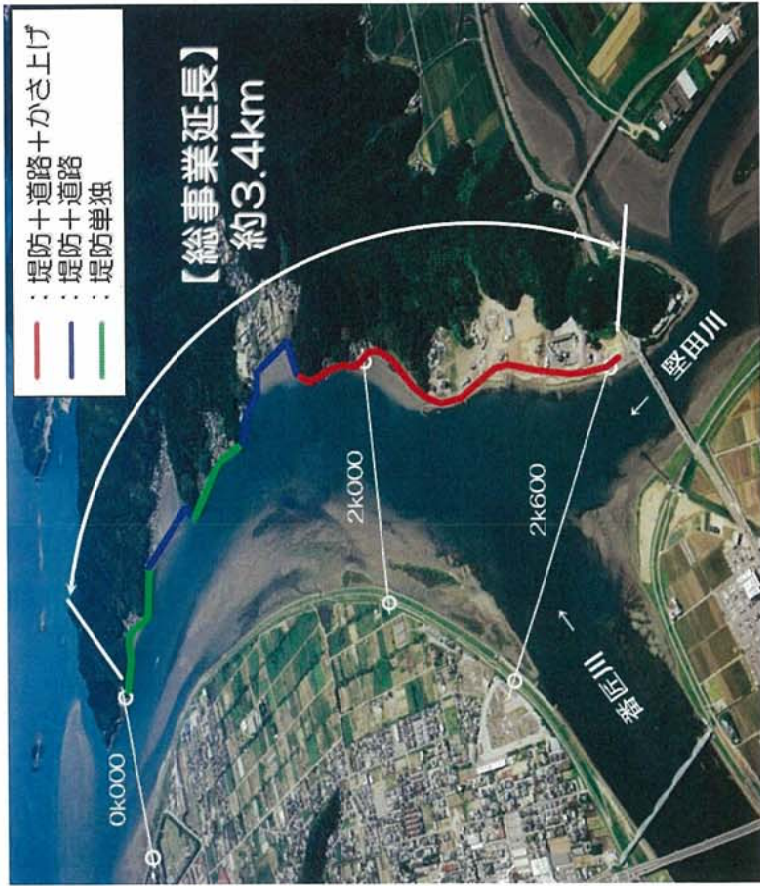 ：堤防＋道路＋かさ上げ
：堤防＋道路
：堤防単独
【総事業延長】
約3.4km
0k000
2k000
2k600
堅田川
←
番匠川
←